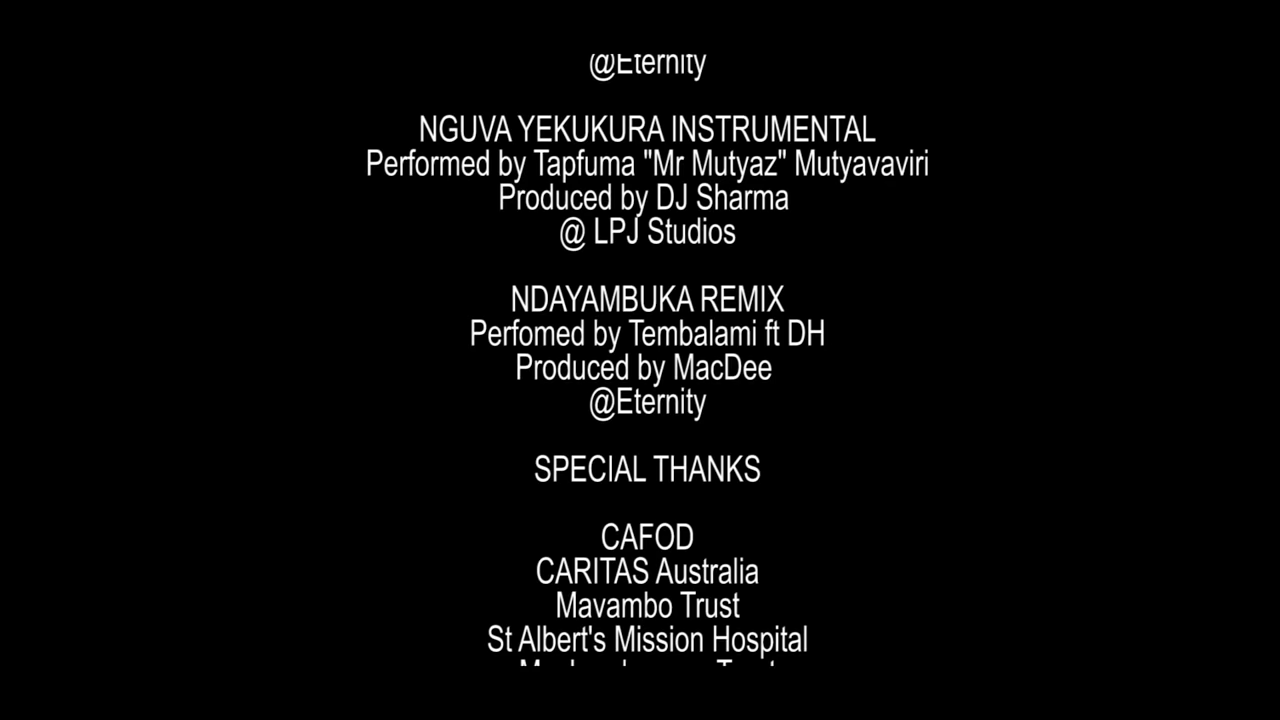 @Eternity
NGUVA YEKUKURA INSTRUMENTAL
Performed by Tapfuma "Mr Mutyaz" Mutyavaviri
Produced by DJ Sharma
@ LPJ Studios
NDAYAMBUKA REMIX
Perfomed by Tembalami ft DH
Produced by MacDee
@Eternity
SPECIAL THANKS
CAFOD
CARITAS Australia
Mavambo Trust
St Albert's Mission Hospital